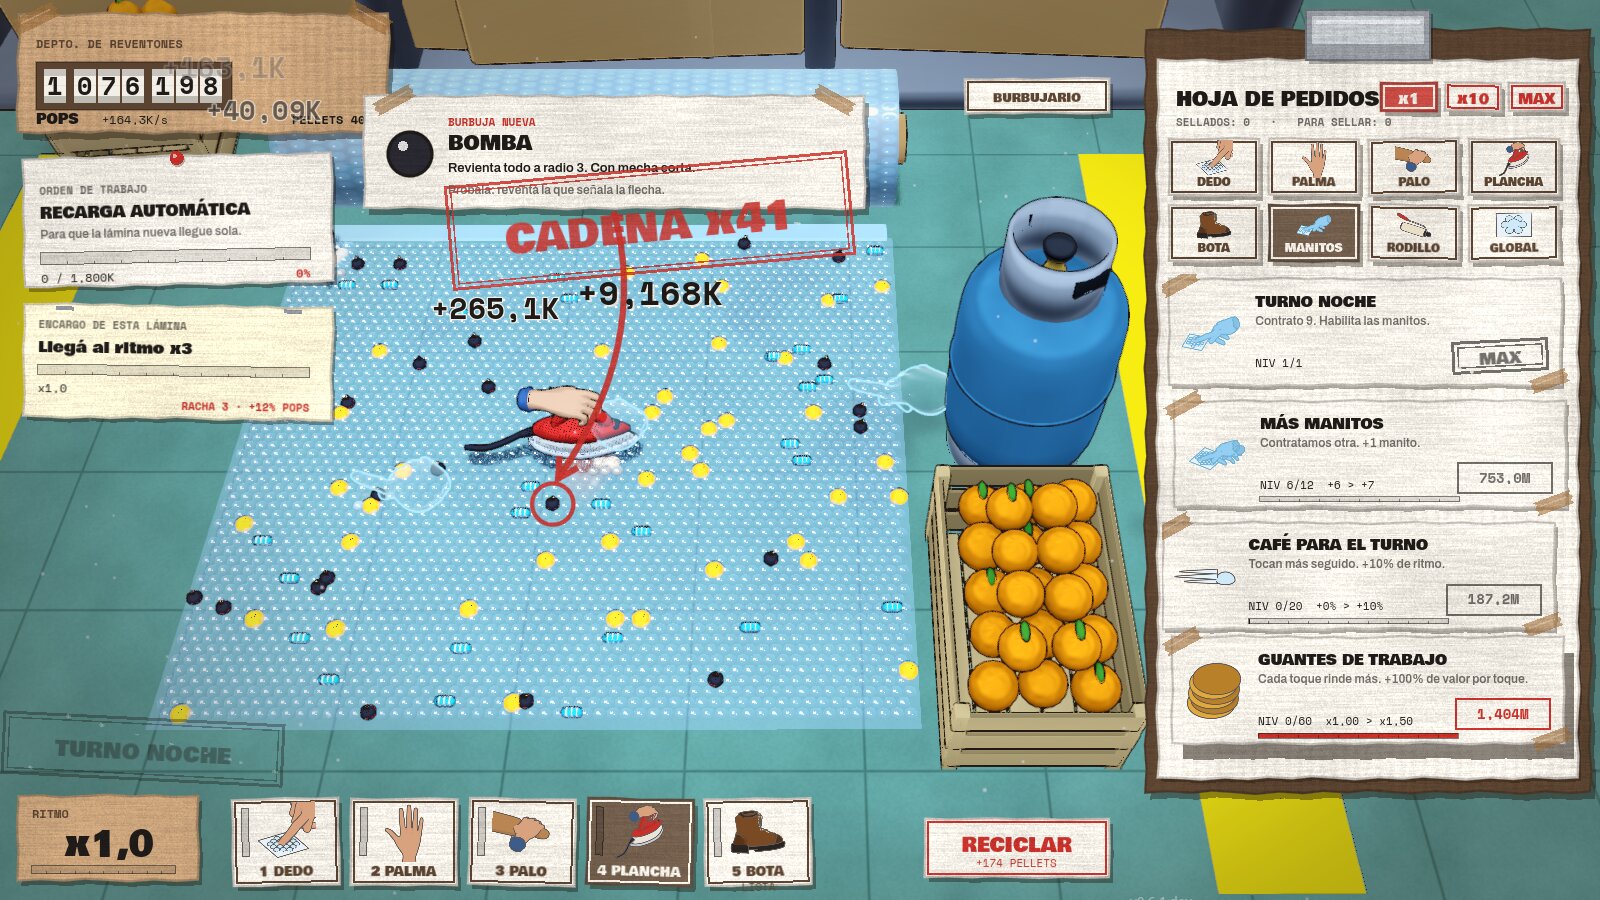 DEPTO. DE REVENTONES
1 076 198
+163,1K
+40,09K
POPS +164,3K/s
PELLETS 40
ORDEN DE TRABAJO
RECARGA AUTOMÁTICA
Para que la lámina nueva llegue sola.
0 / 1.800K
0%
ENCARGO DE ESTA LÁMINA
Llegá al ritmo x3
x1,0
RACHA 3 · +12% POPS
BURBUJA NUEVA
BOMBA
Revienta todo a radio 3. Con mecha corta.
Probala: reventá la que señala la flecha.
CADENA x41
+265,1K
+9,168K
BURBUJARIO
HOJA DE PEDIDOS
x1
x10
MAX
SELLADOS: 0 · PARA SELLAR: 0
DEDO
PALMA
PALO
PLANCHA
BOTA
MANITOS
RODILLO
GLOBAL
TURNO NOCHE
Contrato 9. Habilita las manitos.
NIV 1/1
MAX
MÁS MANITOS
Contratamos otra. +1 manito.
NIV 6/12 +6 > +7
753,0M
CAFÉ PARA EL TURNO
Tocan más seguido. +10% de ritmo.
NIV 0/20 +0% > +10%
187,2M
GUANTES DE TRABAJO
Cada toque rinde más. +100% de valor por toque.
NIV 0/60 x1,00 > x1,50
1,404M
TURNO NOCHE
RITMO
x1,0
1 DEDO
2 PALMA
3 PALO
4 PLANCHA
5 BOTA
LISTA
RECICLAR
+174 PELLETS